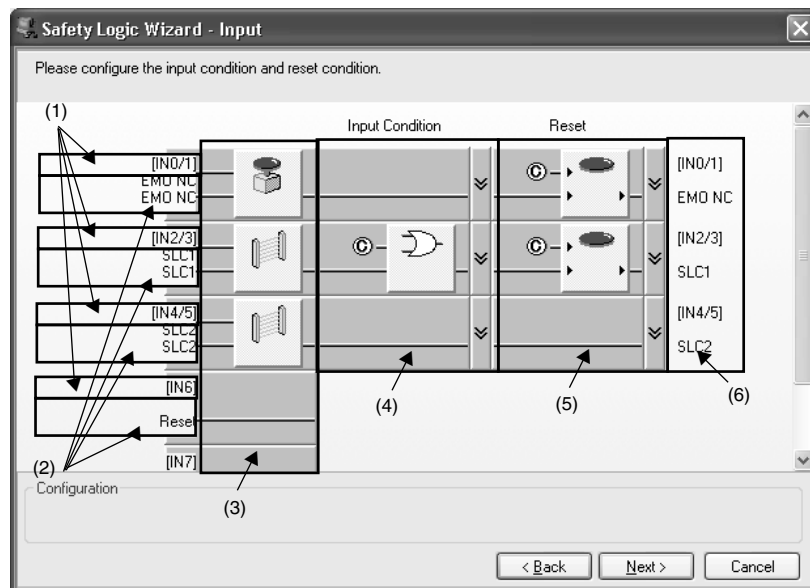 Safety Logic Wizard - Input
Please configure the input condition and reset condition.
(1)
Input Condition Reset
[IN0/1] © © [IN0/1]
EMO NC
EMO NC EMO NC
[IN2/3] © © [IN2/3]
SLC1
SLC1 SLC1
[IN4/5] [IN4/5]
SLC2
SLC2 SLC2
[IN6] (4) (5) (6)
Reset
(2) [IN7] (3)
Configuration
< Back Next > Cancel